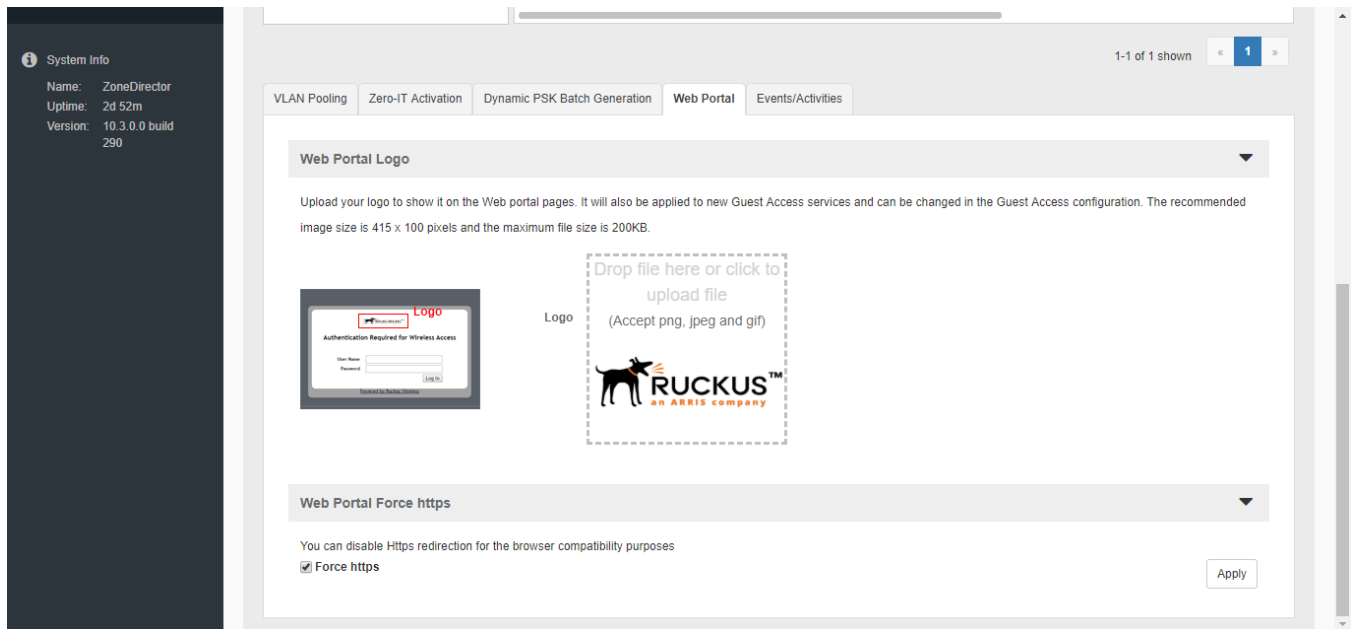 System Info
Name: ZoneDirector
Uptime: 2d 52m
Version: 10.3.0.0 build
290
1-1 of 1 shown « 1 »
VLAN Pooling Zero-IT Activation Dynamic PSK Batch Generation Web Portal Events/Activities
Web Portal Logo
Upload your logo to show it on the Web portal pages. It will also be applied to new Guest Access services and can be changed in the Guest Access configuration. The recommended
image size is 415 x 100 pixels and the maximum file size is 200KB.
Logo
Authentication Required for Wireless Access
User Name
Password
Log In
Logo
Drop file here or click to
upload file
(Accept png, jpeg and gif)
RUCKUS™
an ARRIS company
Web Portal Force https
You can disable Https redirection for the browser compatibility purposes
Force https
Apply